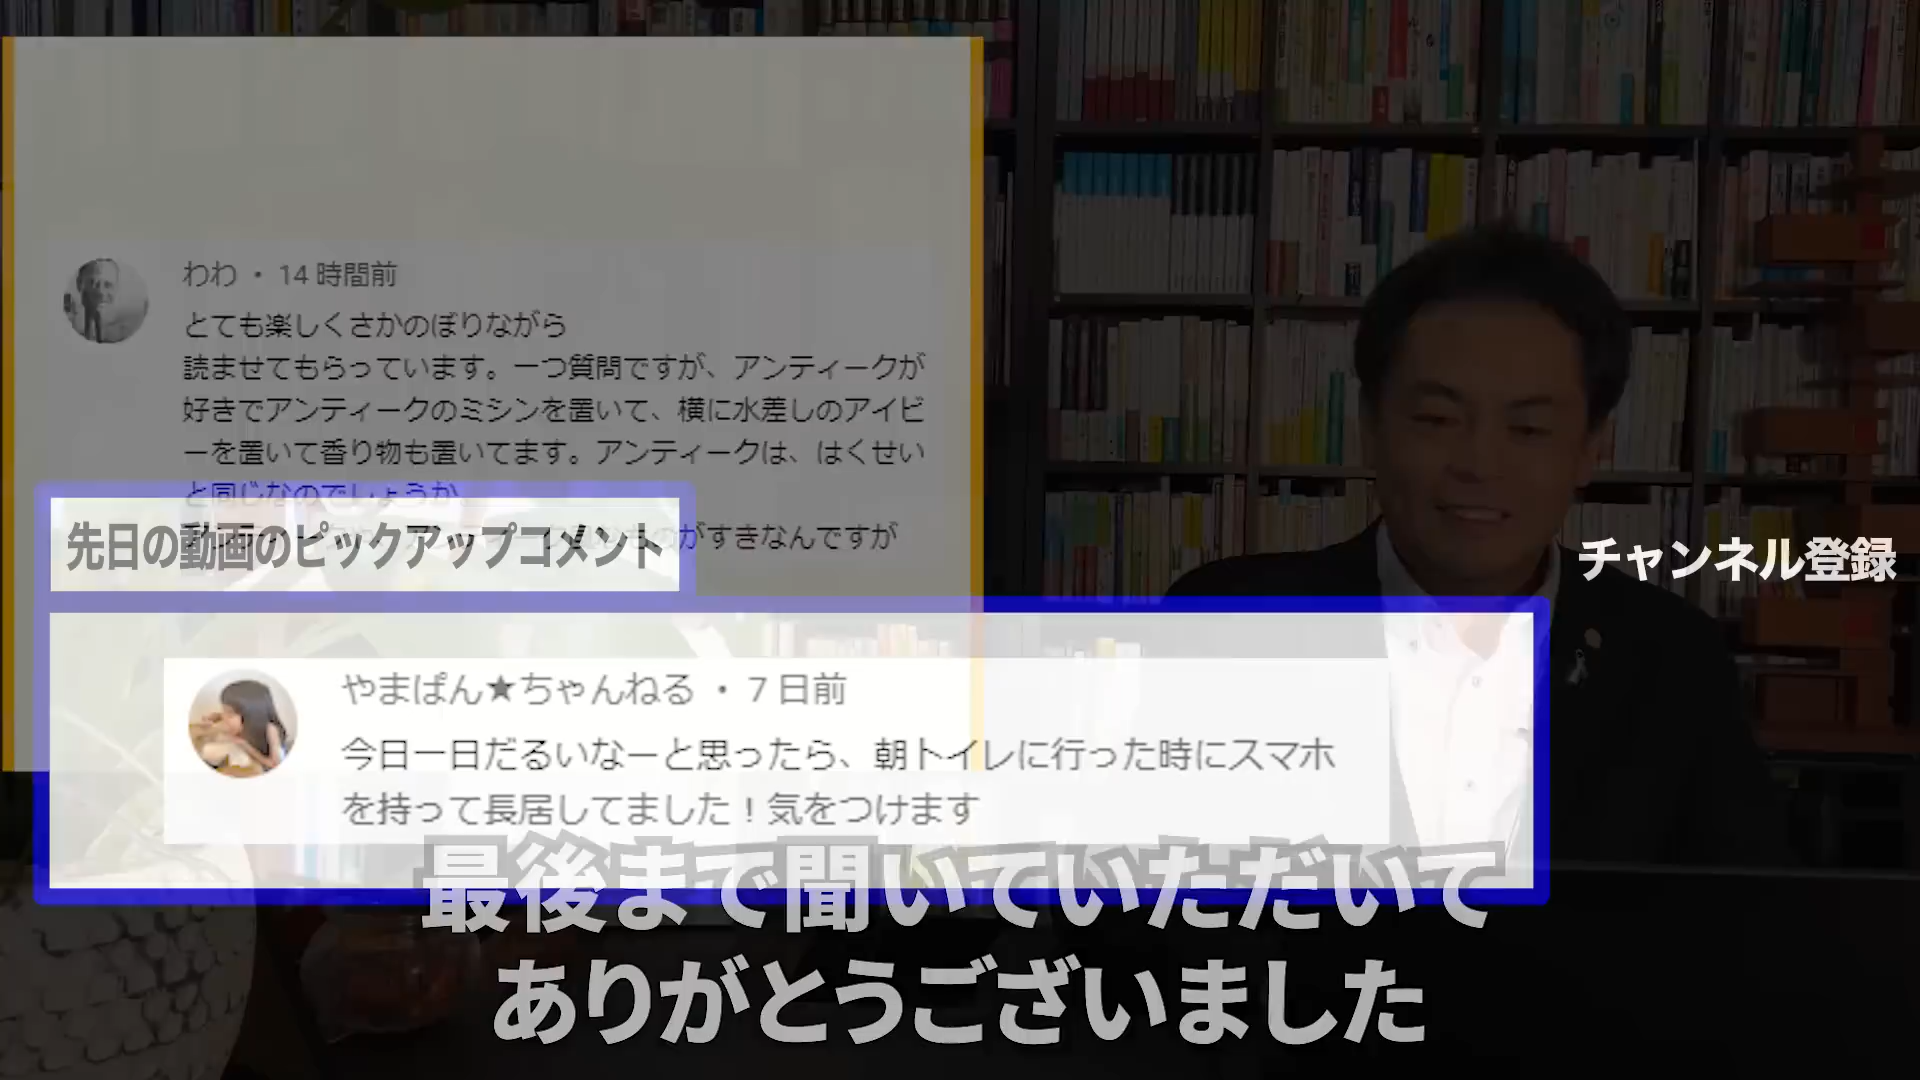 わわ・14 時間前
とても楽しくさかのぼりながら
読ませてもらっています。一つ質問ですが、アンティークが
好きでアンティークのミシンを置いて、横に水差しのアイビ
ーを置いて香り物も置いてます。アンティークは、はくせい
と同じなのでしょうか
がすきなんですが
先日の動画のピックアップコメント
チャンネル登録
やまぱん★ちゃんねる・7 日前
今日一日だるいなーと思ったら、朝トイレに行った時にスマホ
を持って長居してました！気をつけます
最後まで聞いていただいて
ありがとうございました